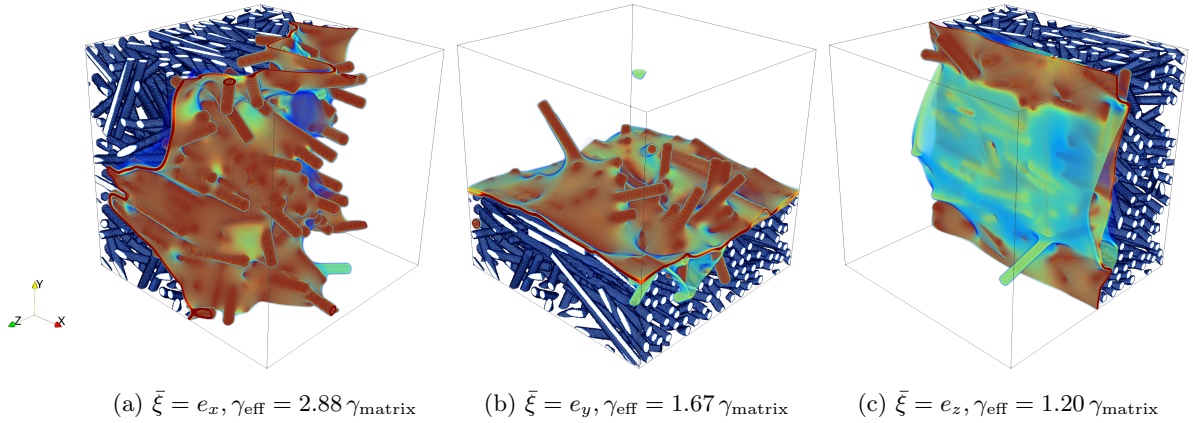 Y
Z X
(a) ξ̄ = e_x, γ_eff = 2.88 γ_matrix
(b) ξ̄ = e_y, γ_eff = 1.67 γ_matrix
(c) ξ̄ = e_z, γ_eff = 1.20 γ_matrix